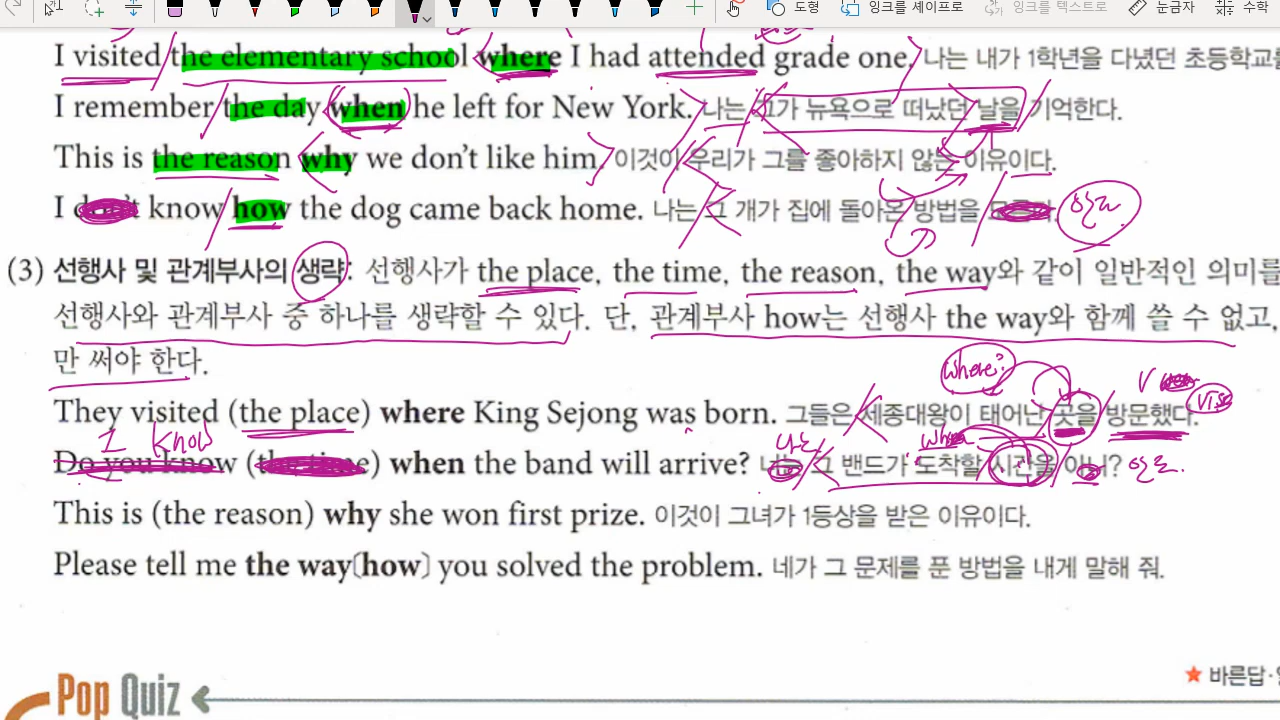 도형 잉크를 셰이프로 잉크를 텍스트로 눈금자 수학
I visited the elementary school where I had attended grade one. 나는 내가 1학년을 다녔던 초등학교를
I remember the day when he left for New York. 나는 그가 뉴욕으로 떠났던 날을 기억한다.
This is the reason why we don't like him. 이것이 우리가 그를 좋아하지 않는 이유이다.
I don't know how the dog came back home. 나는 그 개가 집에 돌아온 방법을 안다.
(3) 선행사 및 관계부사의 생략: 선행사가 the place, the time, the reason, the way와 같이 일반적인 의미를
선행사와 관계부사 중 하나를 생략할 수 있다. 단, 관계부사 how는 선행사 the way와 함께 쓸 수 없고,
만 써야 한다.
where?
They visited (the place) where King Sejong was born. 그들은 세종대왕이 태어난 곳을 방문했다.
I know 나는 when
Do you know (the time) when the band will arrive? 너는 그 밴드가 도착할 시간을 아니?
This is (the reason) why she won first prize. 이것이 그녀가 1등상을 받은 이유이다.
Please tell me the way[how] you solved the problem. 네가 그 문제를 푼 방법을 내게 말해 줘.
★ 바른답·
Pop Quiz